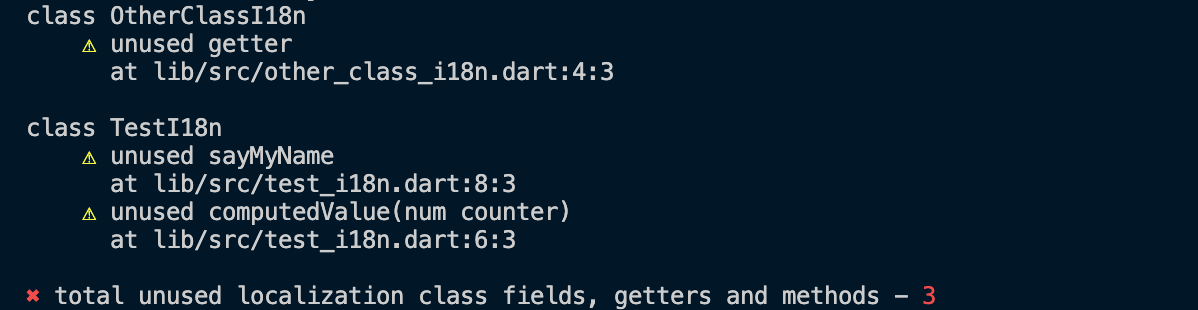 class OtherClassI18n
⚠ unused getter
at lib/src/other_class_i18n.dart:4:3
class TestI18n
⚠ unused sayMyName
at lib/src/test_i18n.dart:8:3
⚠ unused computedValue(num counter)
at lib/src/test_i18n.dart:6:3
✖ total unused localization class fields, getters and methods - 3